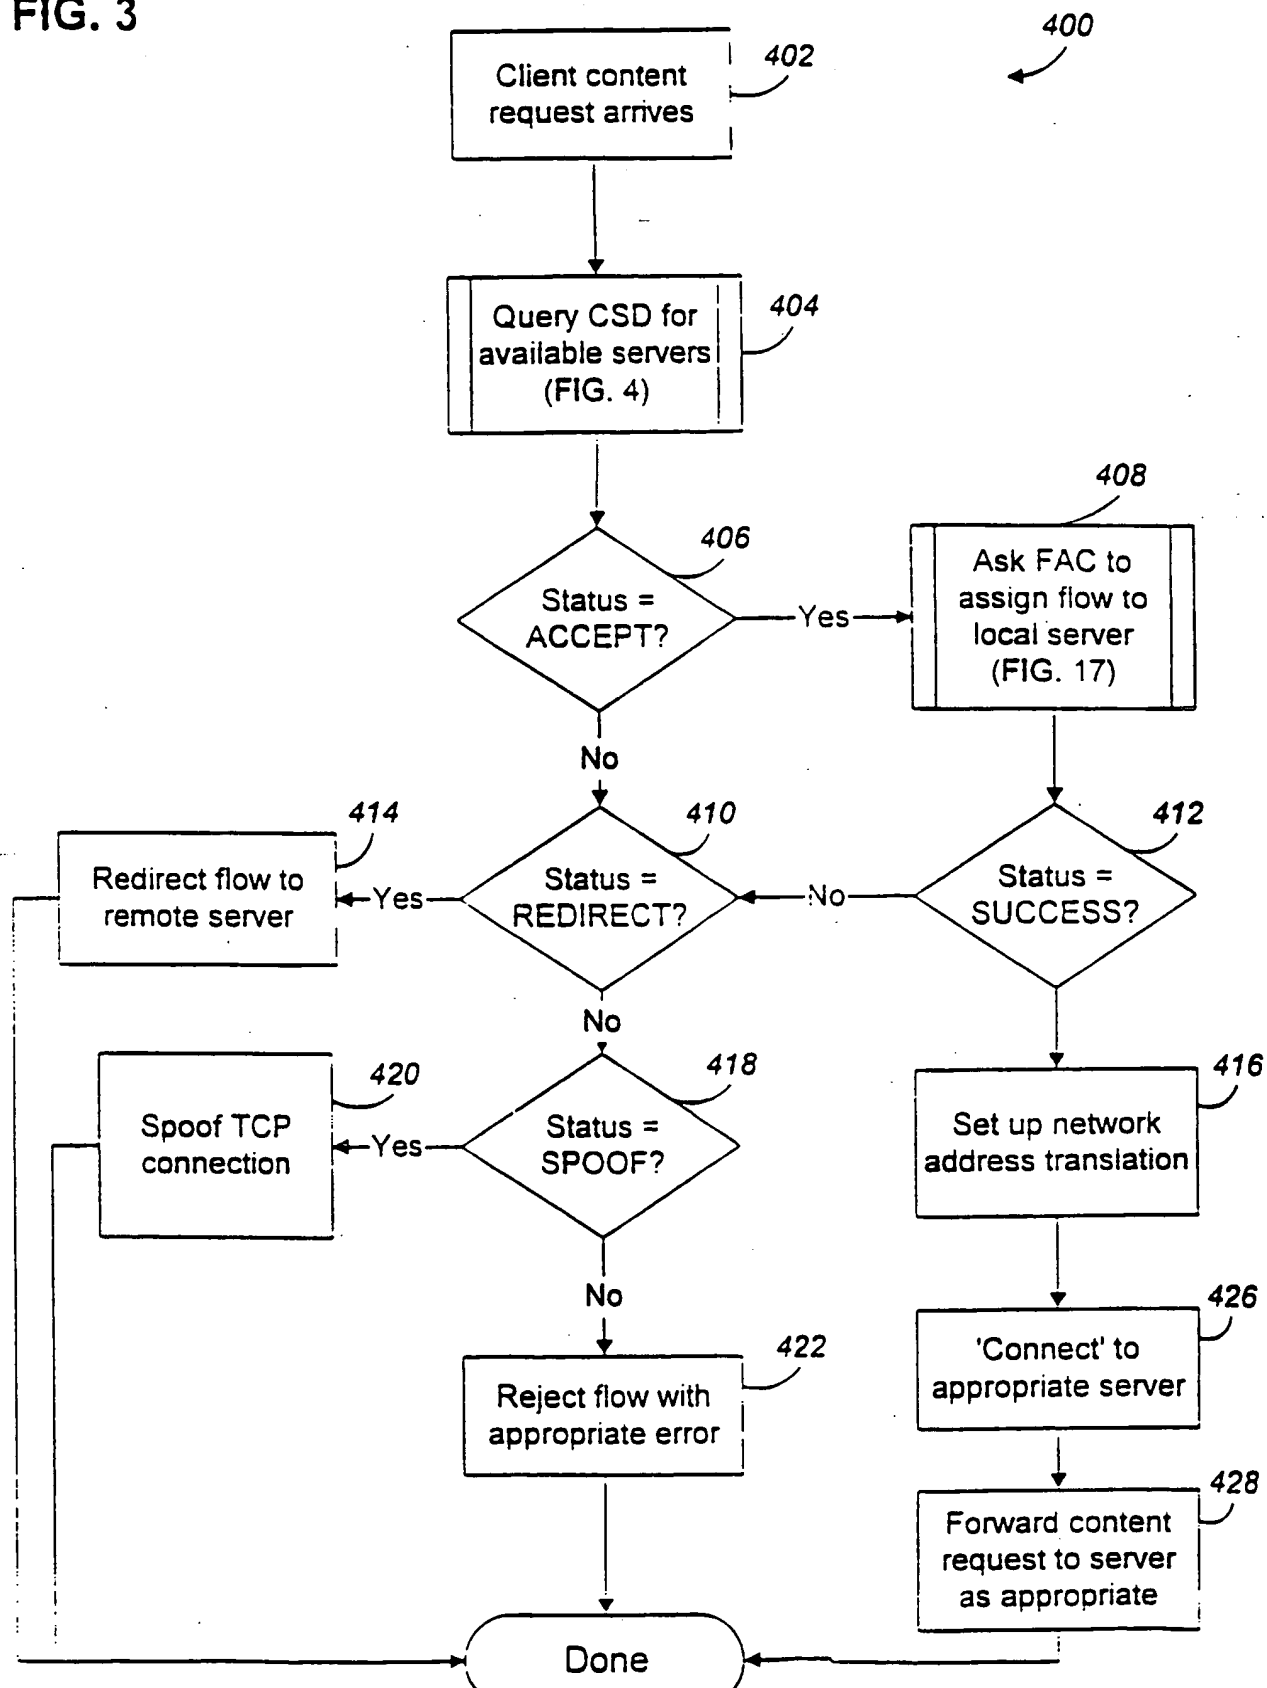 FIG. 3
400
Client content
request arrives
402
Query CSD for
available servers
(FIG. 4)
404
Status =
ACCEPT?
406
Yes
Ask FAC to
assign flow to
local server
(FIG. 17)
408
No
Redirect flow to
remote server
414
Yes
Status =
REDIRECT?
410
No
Status =
SUCCESS?
412
No
Spoof TCP
connection
420
Yes
Status =
SPOOF?
418
Set up network
address translation
416
No
Reject flow with
appropriate error
422
'Connect' to
appropriate server
426
Forward content
request to server
as appropriate
428
Done